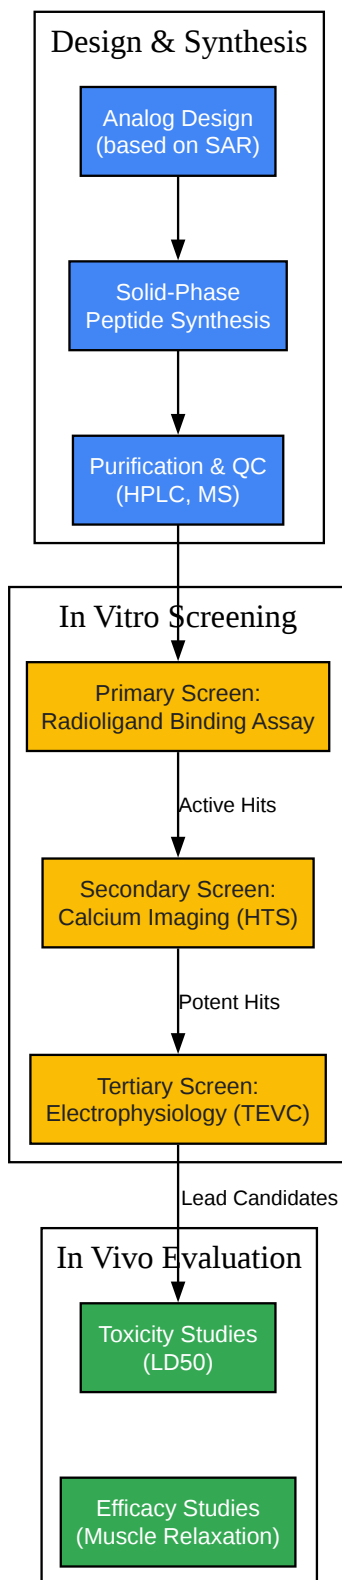 Design & Synthesis
Analog Design
(based on SAR)
Solid-Phase
Peptide Synthesis
Purification & QC
(HPLC, MS)
In Vitro Screening
Primary Screen:
Radioligand Binding Assay
Active Hits
Secondary Screen:
Calcium Imaging (HTS)
Potent Hits
Tertiary Screen:
Electrophysiology (TEVC)
Lead Candidates
In Vivo Evaluation
Toxicity Studies
(LD50)
Efficacy Studies
(Muscle Relaxation)